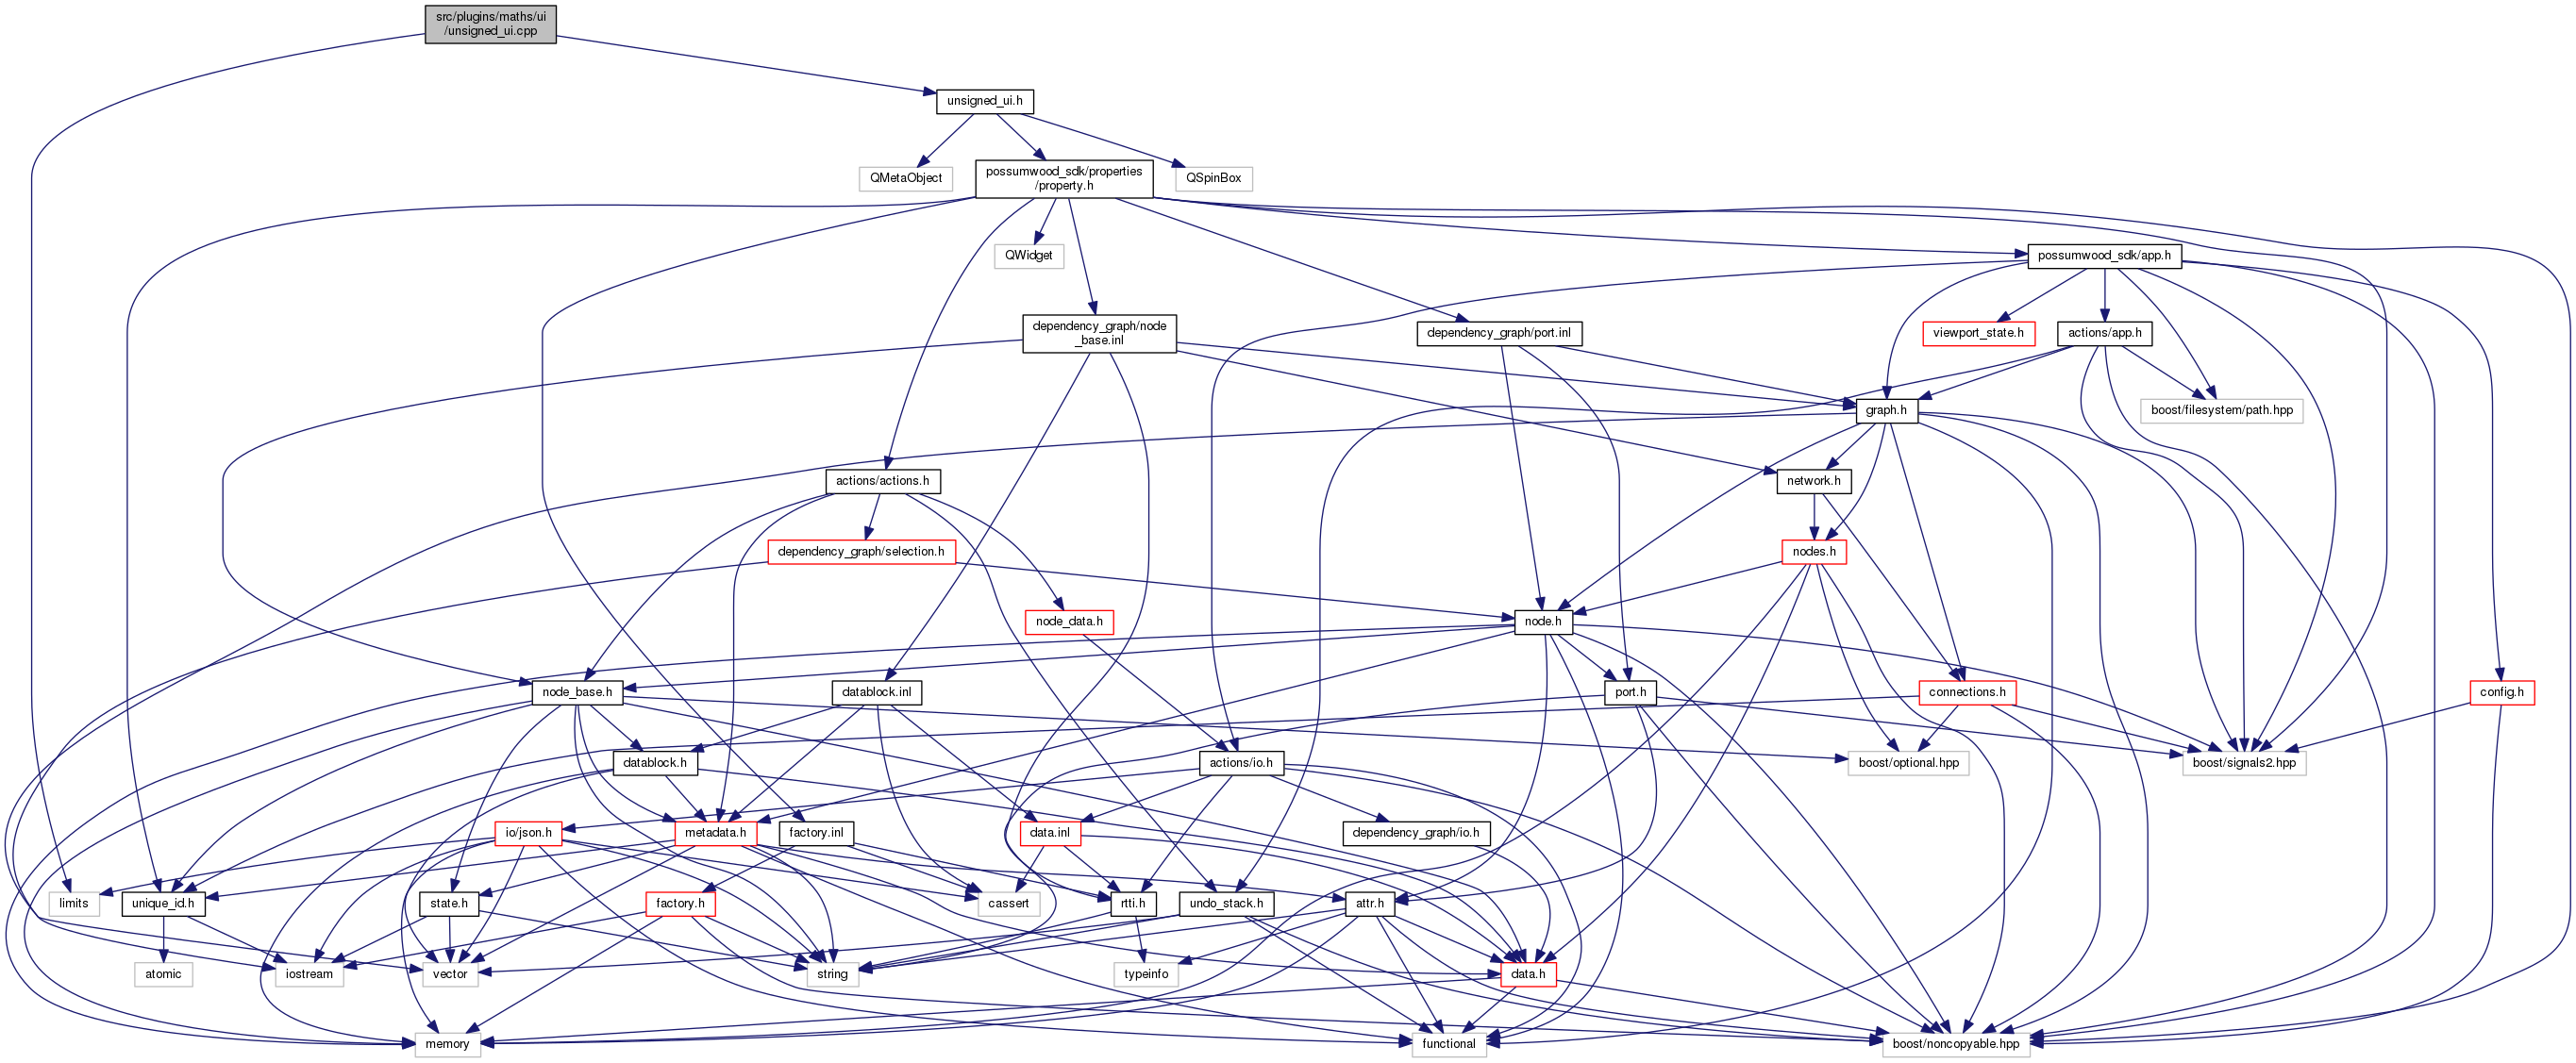 src/plugins/maths/ui
/unsigned_ui.cpp
unsigned_ui.h
QMetaObject
possumwood_sdk/properties
/property.h
QSpinBox
QWidget
possumwood_sdk/app.h
dependency_graph/node
_base.inl
dependency_graph/port.inl
viewport_state.h
actions/app.h
graph.h
boost/filesystem/path.hpp
actions/actions.h
network.h
dependency_graph/selection.h
nodes.h
node_data.h
node.h
node_base.h
datablock.inl
port.h
connections.h
config.h
datablock.h
actions/io.h
boost/optional.hpp
boost/signals2.hpp
io/json.h
metadata.h
factory.inl
data.inl
dependency_graph/io.h
limits
unique_id.h
state.h
factory.h
cassert
rtti.h
undo_stack.h
attr.h
atomic
iostream
vector
string
typeinfo
data.h
memory
functional
boost/noncopyable.hpp